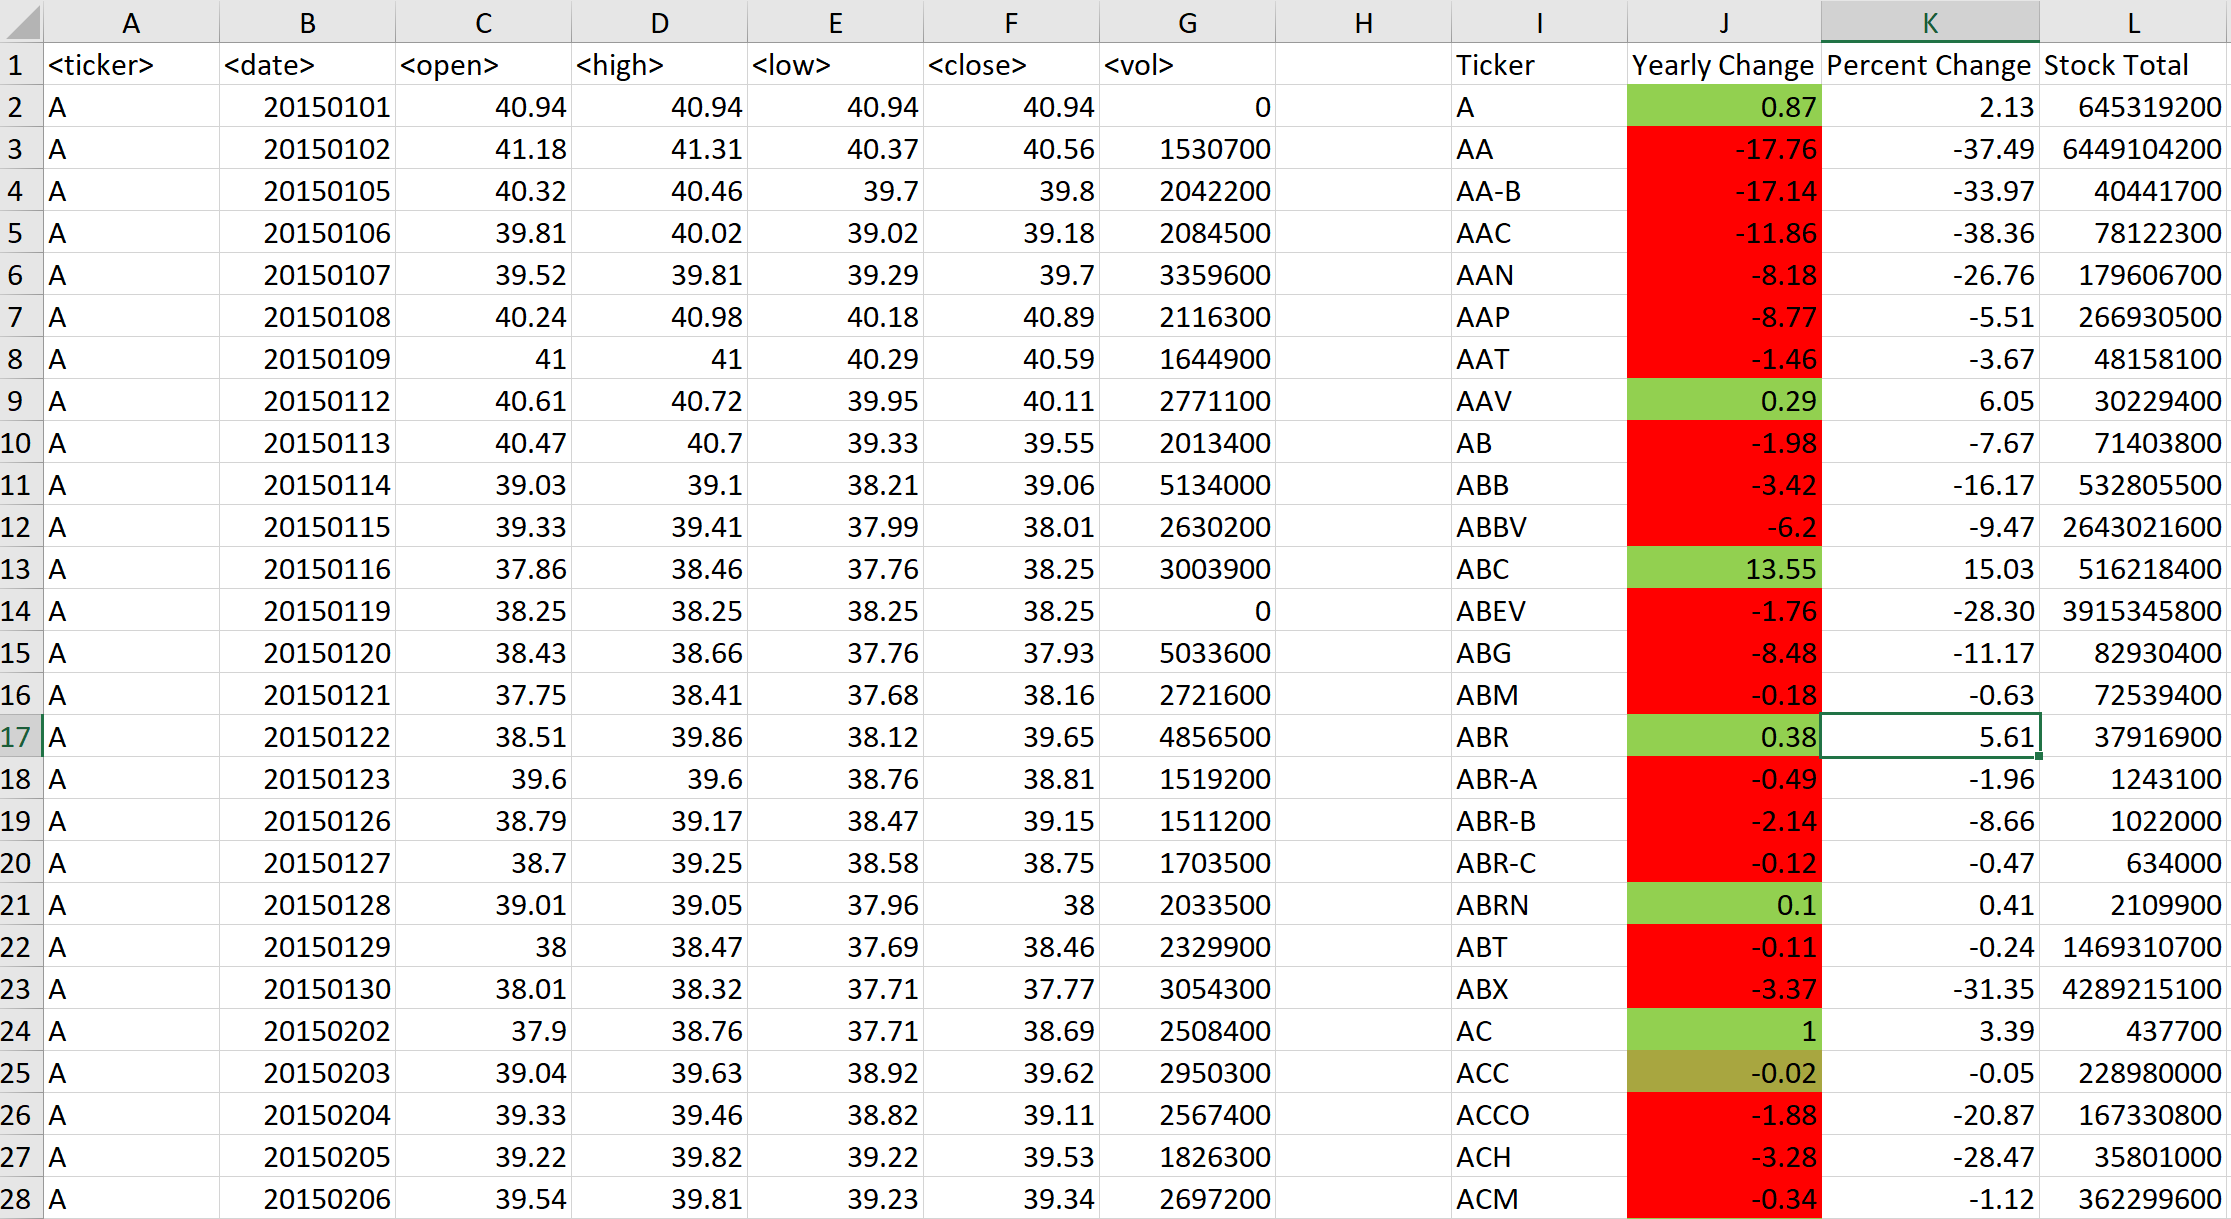 A B C D E F G H I J K L
1 <ticker> <date> <open> <high> <low> <close> <vol> Ticker Yearly Change Percent Change Stock Total
2 A 20150101 40.94 40.94 40.94 40.94 0 A 0.87 2.13 645319200
3 A 20150102 41.18 41.31 40.37 40.56 1530700 AA -17.76 -37.49 6449104200
4 A 20150105 40.32 40.46 39.7 39.8 2042200 AA-B -17.14 -33.97 40441700
5 A 20150106 39.81 40.02 39.02 39.18 2084500 AAC -11.86 -38.36 78122300
6 A 20150107 39.52 39.81 39.29 39.7 3359600 AAN -8.18 -26.76 179606700
7 A 20150108 40.24 40.98 40.18 40.89 2116300 AAP -8.77 -5.51 266930500
8 A 20150109 41 41 40.29 40.59 1644900 AAT -1.46 -3.67 48158100
9 A 20150112 40.61 40.72 39.95 40.11 2771100 AAV 0.29 6.05 30229400
10 A 20150113 40.47 40.7 39.33 39.55 2013400 AB -1.98 -7.67 71403800
11 A 20150114 39.03 39.1 38.21 39.06 5134000 ABB -3.42 -16.17 532805500
12 A 20150115 39.33 39.41 37.99 38.01 2630200 ABBV -6.2 -9.47 2643021600
13 A 20150116 37.86 38.46 37.76 38.25 3003900 ABC 13.55 15.03 516218400
14 A 20150119 38.25 38.25 38.25 38.25 0 ABEV -1.76 -28.30 3915345800
15 A 20150120 38.43 38.66 37.76 37.93 5033600 ABG -8.48 -11.17 82930400
16 A 20150121 37.75 38.41 37.68 38.16 2721600 ABM -0.18 -0.63 72539400
17 A 20150122 38.51 39.86 38.12 39.65 4856500 ABR 0.38 5.61 37916900
18 A 20150123 39.6 39.6 38.76 38.81 1519200 ABR-A -0.49 -1.96 1243100
19 A 20150126 38.79 39.17 38.47 39.15 1511200 ABR-B -2.14 -8.66 1022000
20 A 20150127 38.7 39.25 38.58 38.75 1703500 ABR-C -0.12 -0.47 634000
21 A 20150128 39.01 39.05 37.96 38 2033500 ABRN 0.1 0.41 2109900
22 A 20150129 38 38.47 37.69 38.46 2329900 ABT -0.11 -0.24 1469310700
23 A 20150130 38.01 38.32 37.71 37.77 3054300 ABX -3.37 -31.35 4289215100
24 A 20150202 37.9 38.76 37.71 38.69 2508400 AC 1 3.39 437700
25 A 20150203 39.04 39.63 38.92 39.62 2950300 ACC -0.02 -0.05 228980000
26 A 20150204 39.33 39.46 38.82 39.11 2567400 ACCO -1.88 -20.87 167330800
27 A 20150205 39.22 39.82 39.22 39.53 1826300 ACH -3.28 -28.47 35801000
28 A 20150206 39.54 39.81 39.23 39.34 2697200 ACM -0.34 -1.12 362299600